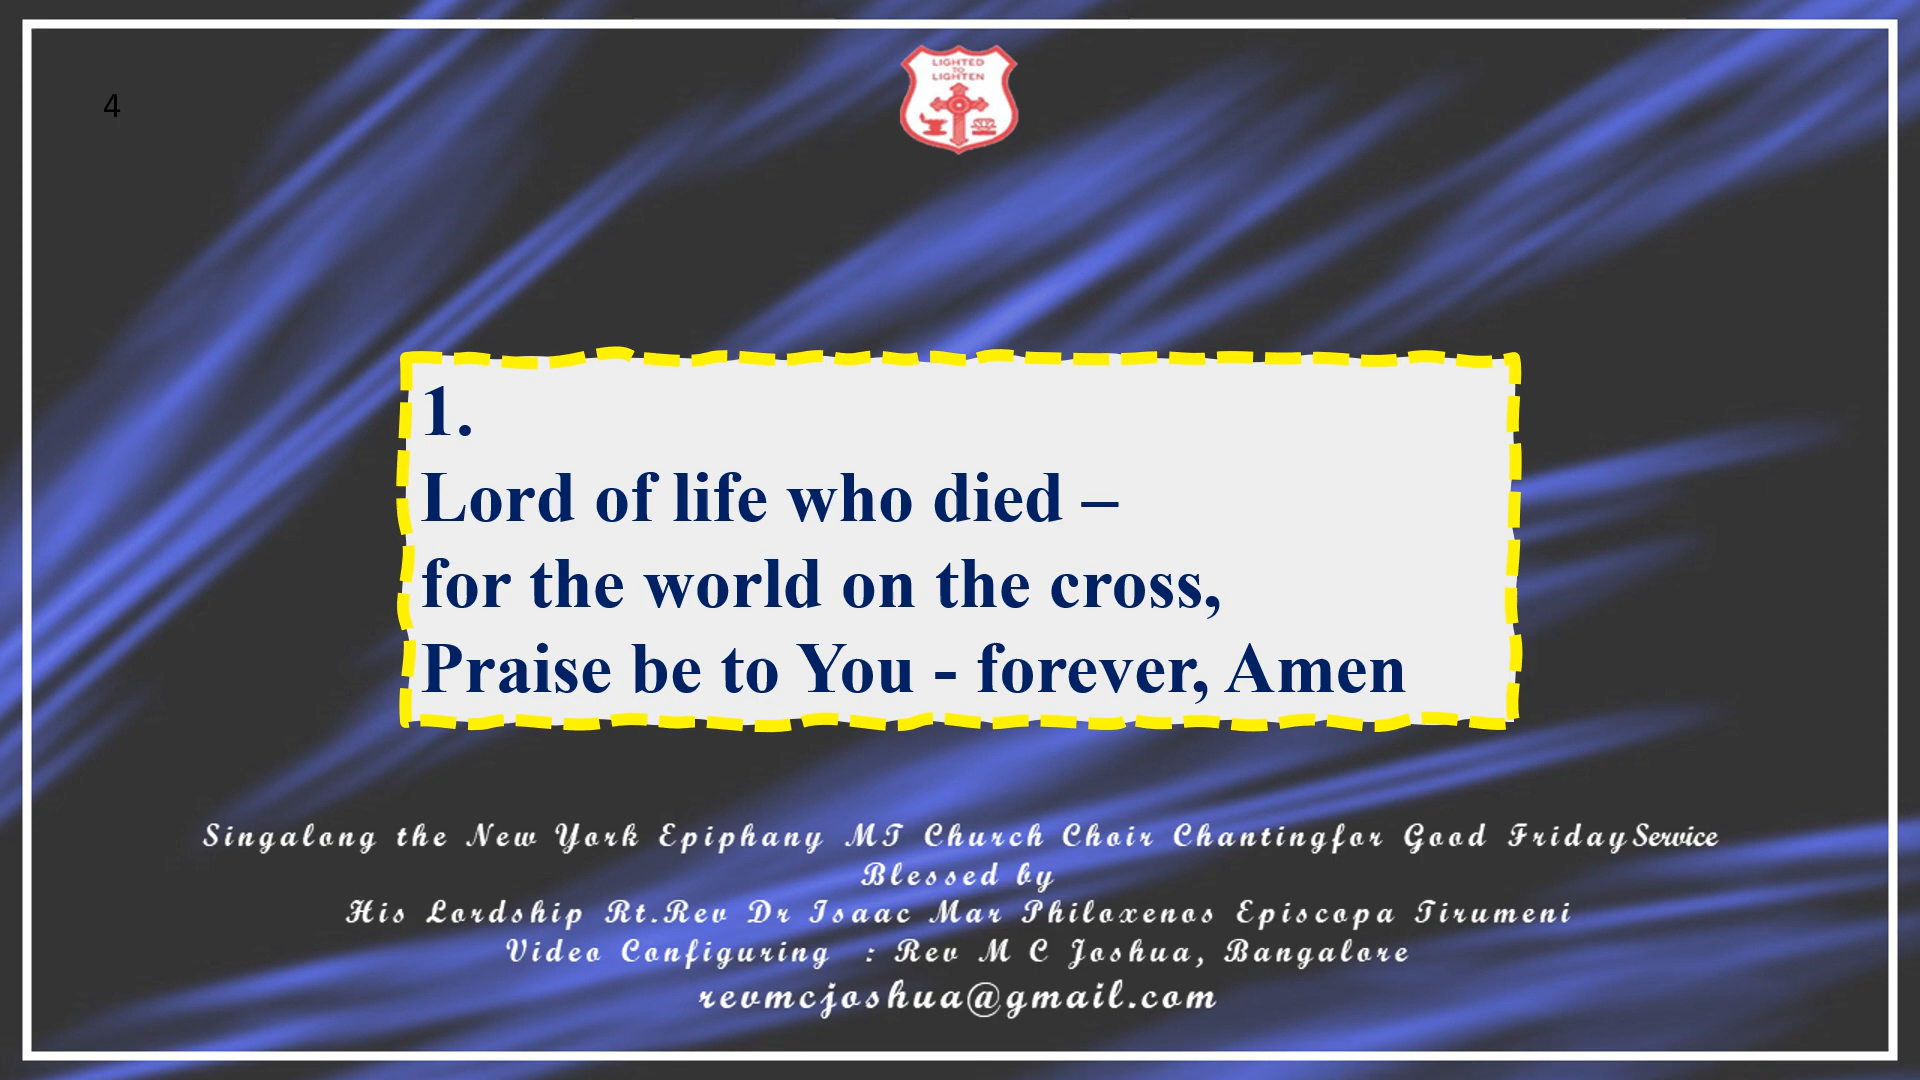 4
LIGHTED
TO
LIGHTEN
1.
Lord of life who died –
for the world on the cross,
Praise be to You - forever, Amen
Singalong the New York Epiphany MT Church Choir Chantingfor Good Friday Service
Blessed by
His Lordship Rt.Rev Dr Isaac Mar Philoxenos Episcopa Tirumeni
Video Configuring : Rev M C Joshua, Bangalore
revmcjoshua@gmail.com